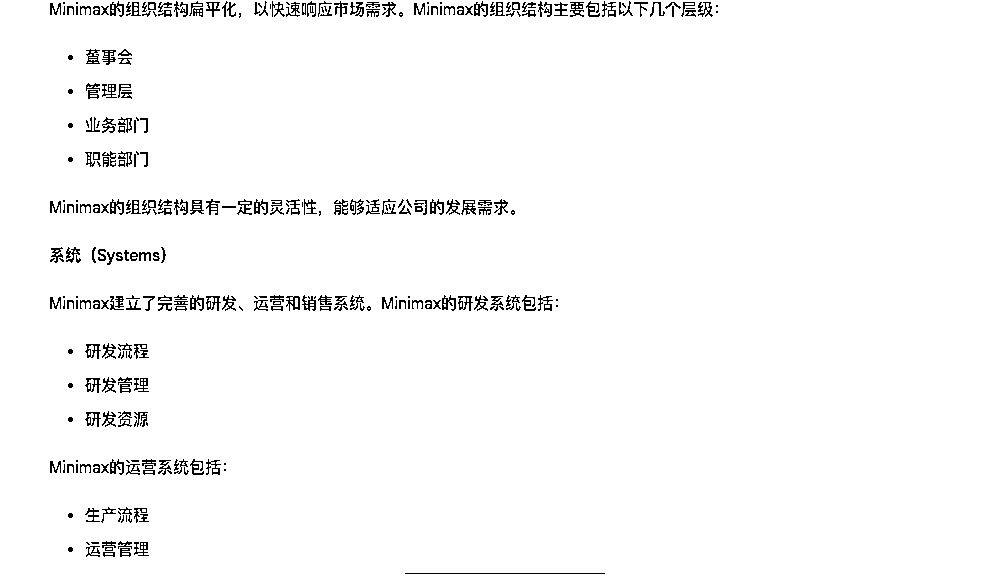 Minimax的组织结构扁平化，以快速响应市场需求。Minimax的组织结构主要包括以下几个层级：
• 董事会
• 管理层
• 业务部门
• 职能部门
Minimax的组织结构具有一定的灵活性，能够适应公司的发展需求。
系统（Systems）
Minimax建立了完善的研发、运营和销售系统。Minimax的研发系统包括：
• 研发流程
• 研发管理
• 研发资源
Minimax的运营系统包括：
• 生产流程
• 运营管理